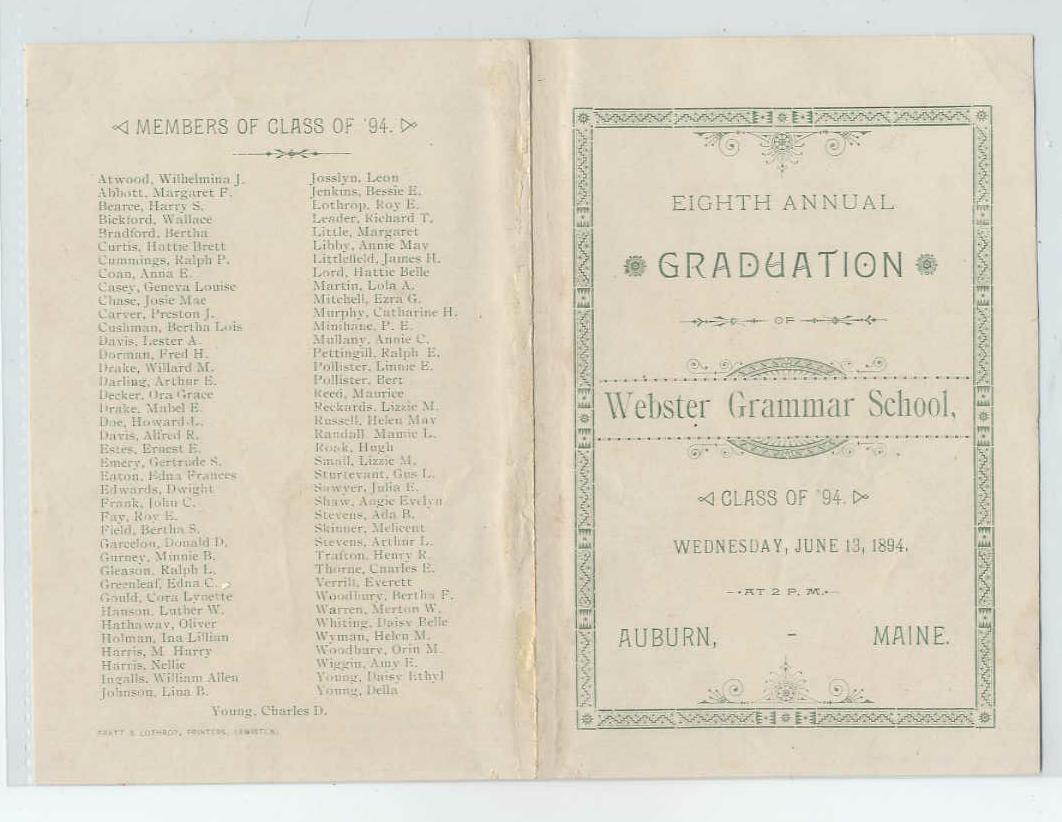 MEMBERS OF CLASS OF '94.
Atwood, Wilhelmina J.
Abbott, Margaret F.
Bearce, Harry S.
Bickford, Wallace
Bradford, Bertha
Curtis, Hattie Brett
Cummings, Ralph P.
Coan, Anna E.
Casey, Geneva Louise
Chase, Josie Mae
Carver, Preston J.
Cushman, Bertha Lois
Davis, Lester A.
Dorman, Fred H.
Drake, Willard M.
Darling, Arthur E.
Decker, Ora Grace
Drake, Mabel E.
Doe, Howard L.
Davis, Alfred R.
Estes, Ernest E.
Emery, Gertrude S.
Eaton, Edna Frances
Edwards, Dwight
Frank, John C.
Fay, Roy E.
Field, Bertha S.
Garcelon, Donald D.
Gurney, Minnie B.
Gleason, Ralph L.
Greenleaf, Edna C.
Gould, Cora Lynette
Hanson, Luther W.
Hathaway, Oliver
Holman, Ina Lillian
Harris, M Harry
Harris, Nellie
Ingalls, William Allen
Johnson, Lina B.
Josslyn, Leon
Jenkins, Bessie E.
Lothrop, Roy E.
Leader, Richard T.
Little, Margaret
Libby, Annie May
Littlefield, James H.
Lord, Hattie Belle
Martin, Lola A.
Mitchell, Ezra G.
Murphy, Catharine H.
Minihane, P. E.
Mullany, Annie C.
Pettingill, Ralph E.
Pollister, Linnie E.
Pollister, Bert
Reed, Maurice
Reckards, Lizzie M.
Russell, Helen May
Randall, Mamie L.
Roak, Hugh
Small, Lizzie M.
Sturtevant, Gus L.
Sawyer, Julia E.
Shaw, Angie Evelyn
Stevens, Ada B.
Skinner, Melicent
Stevens, Arthur L.
Trafton, Henry R.
Thorne, Charles E.
Verrill, Everett
Woodbury, Bertha F.
Warren, Merton W.
Whiting, Daisy Belle
Wyman, Helen M.
Woodbury, Orin M.
Wiggin, Amy E.
Young, Daisy Ethyl
Young, Della
Young, Charles D.
PRATT & LOTHROP, PRINTERS, LEWISTON.
EIGHTH ANNUAL
GRADUATION
OF
Webster Grammar School,
CLASS OF '94.
WEDNESDAY, JUNE 13, 1894.
AT 2 P. M.
AUBURN, - MAINE.